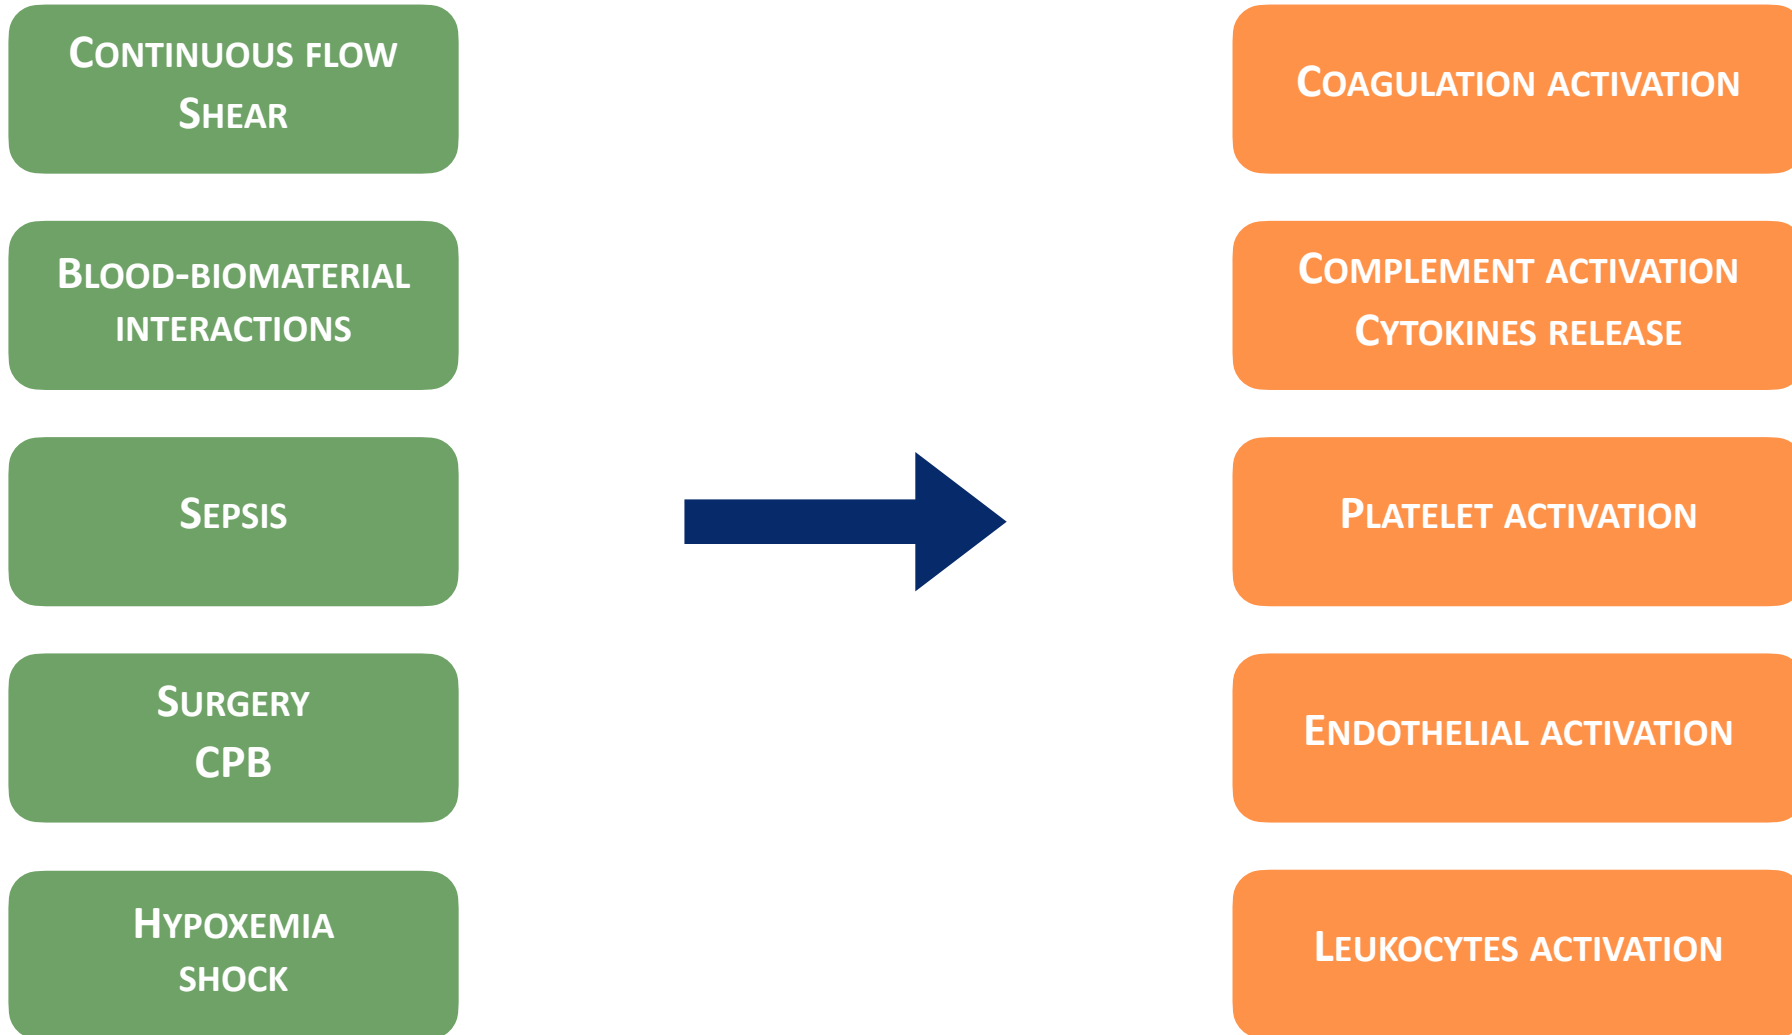 Continuous flow
Shear
Blood-biomaterial
interactions
Sepsis
Surgery
CPB
Hypoxemia
shock
Coagulation activation
Complement activation
Cytokines release
Platelet activation
Endothelial activation
Leukocytes activation